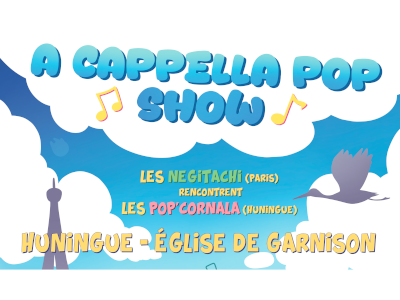 A CAPPELLA POP
SHOW
LES NEGITACHI (PARIS)
RENCONTRENT
LES POP'CORNALA (HUNINGUE)
HUNINGUE - ÉGLISE DE GARNISON